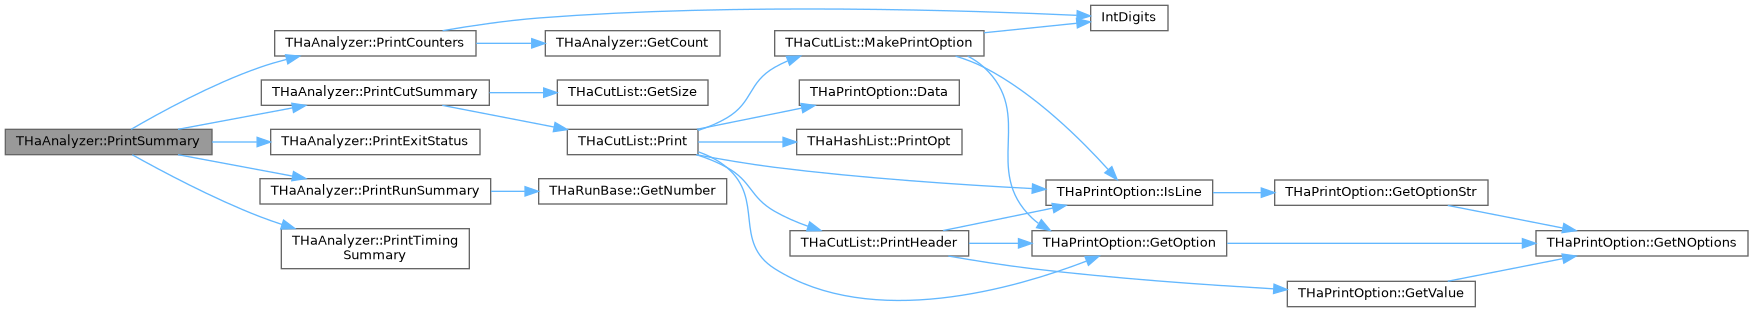 THaAnalyzer::PrintSummary
THaAnalyzer::PrintCounters
THaAnalyzer::PrintCutSummary
THaAnalyzer::PrintExitStatus
THaAnalyzer::PrintRunSummary
THaAnalyzer::PrintTiming
Summary
THaAnalyzer::GetCount
THaCutList::GetSize
THaCutList::Print
THaRunBase::GetNumber
THaCutList::MakePrintOption
THaPrintOption::Data
THaHashList::PrintOpt
THaCutList::PrintHeader
IntDigits
THaPrintOption::IsLine
THaPrintOption::GetOption
THaPrintOption::GetOptionStr
THaPrintOption::GetValue
THaPrintOption::GetNOptions